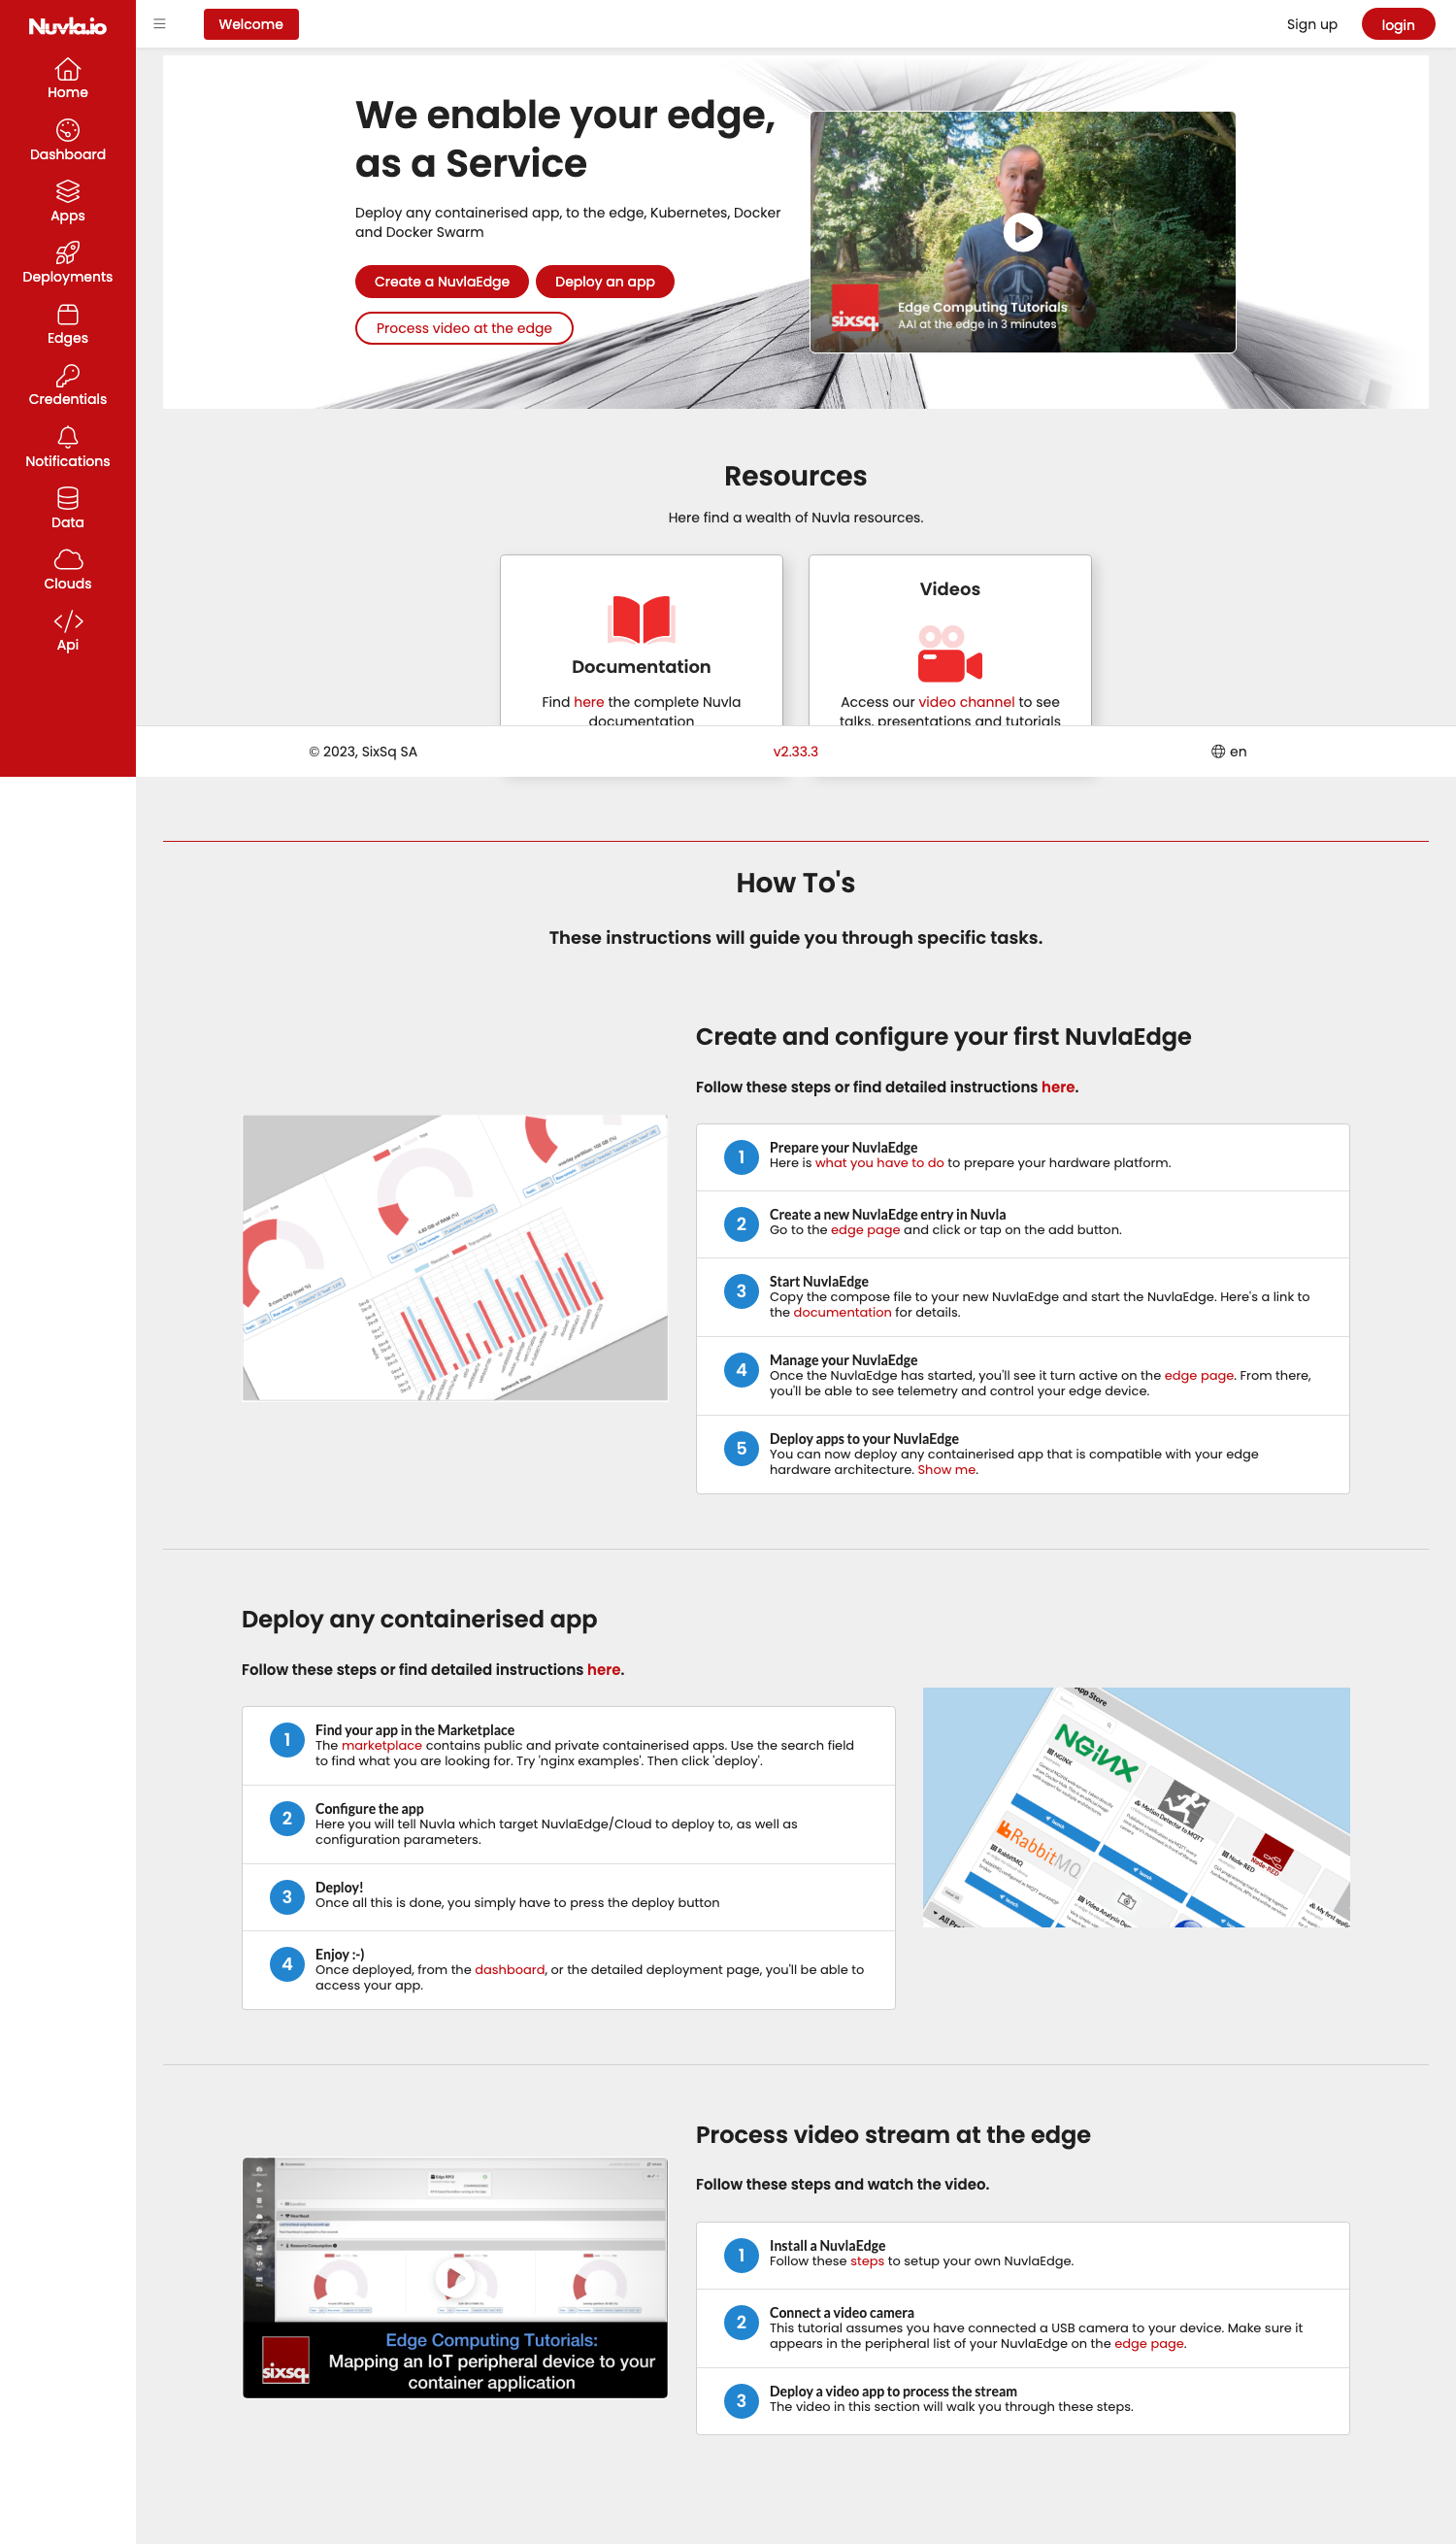 Nuvla.io
Home
Dashboard
Apps
Deployments
Edges
Credentials
Notifications
Data
Clouds
Api
Welcome
Sign up
login
We enable your edge,
as a Service
Deploy any containerised app, to the edge, Kubernetes, Docker
and Docker Swarm
Create a NuvlaEdge
Deploy an app
Process video at the edge
sixsq.
Edge Computing Tutorials
AAI at the edge in 3 minutes
Resources
Here find a wealth of Nuvla resources.
Documentation
Find here the complete Nuvla
documentation
Videos
Access our video channel to see
talks, presentations and tutorials
© 2023, SixSq SA
v2.33.3
en
How To's
These instructions will guide you through specific tasks.
Create and configure your first NuvlaEdge
Follow these steps or find detailed instructions here.
1
Prepare your NuvlaEdge
Here is what you have to do to prepare your hardware platform.
2
Create a new NuvlaEdge entry in Nuvla
Go to the edge page and click or tap on the add button.
3
Start NuvlaEdge
Copy the compose file to your new NuvlaEdge and start the NuvlaEdge. Here's a link to
the documentation for details.
4
Manage your NuvlaEdge
Once the NuvlaEdge has started, you'll see it turn active on the edge page. From there,
you'll be able to see telemetry and control your edge device.
5
Deploy apps to your NuvlaEdge
You can now deploy any containerised app that is compatible with your edge
hardware architecture. Show me.
Deploy any containerised app
Follow these steps or find detailed instructions here.
1
Find your app in the Marketplace
The marketplace contains public and private containerised apps. Use the search field
to find what you are looking for. Try 'nginx examples'. Then click 'deploy'.
2
Configure the app
Here you will tell Nuvla which target NuvlaEdge/Cloud to deploy to, as well as
configuration parameters.
3
Deploy!
Once all this is done, you simply have to press the deploy button
4
Enjoy :-)
Once deployed, from the dashboard, or the detailed deployment page, you'll be able to
access your app.
App Store
NGINX
NGINX
RabbitMQ
RabbitMQ
Motion Detector to MQTT
Node-RED
Node-RED
Process video stream at the edge
Follow these steps and watch the video.
sixsq.
Edge Computing Tutorials:
Mapping an IoT peripheral device to your
container application
1
Install a NuvlaEdge
Follow these steps to setup your own NuvlaEdge.
2
Connect a video camera
This tutorial assumes you have connected a USB camera to your device. Make sure it
appears in the peripheral list of your NuvlaEdge on the edge page.
3
Deploy a video app to process the stream
The video in this section will walk you through these steps.